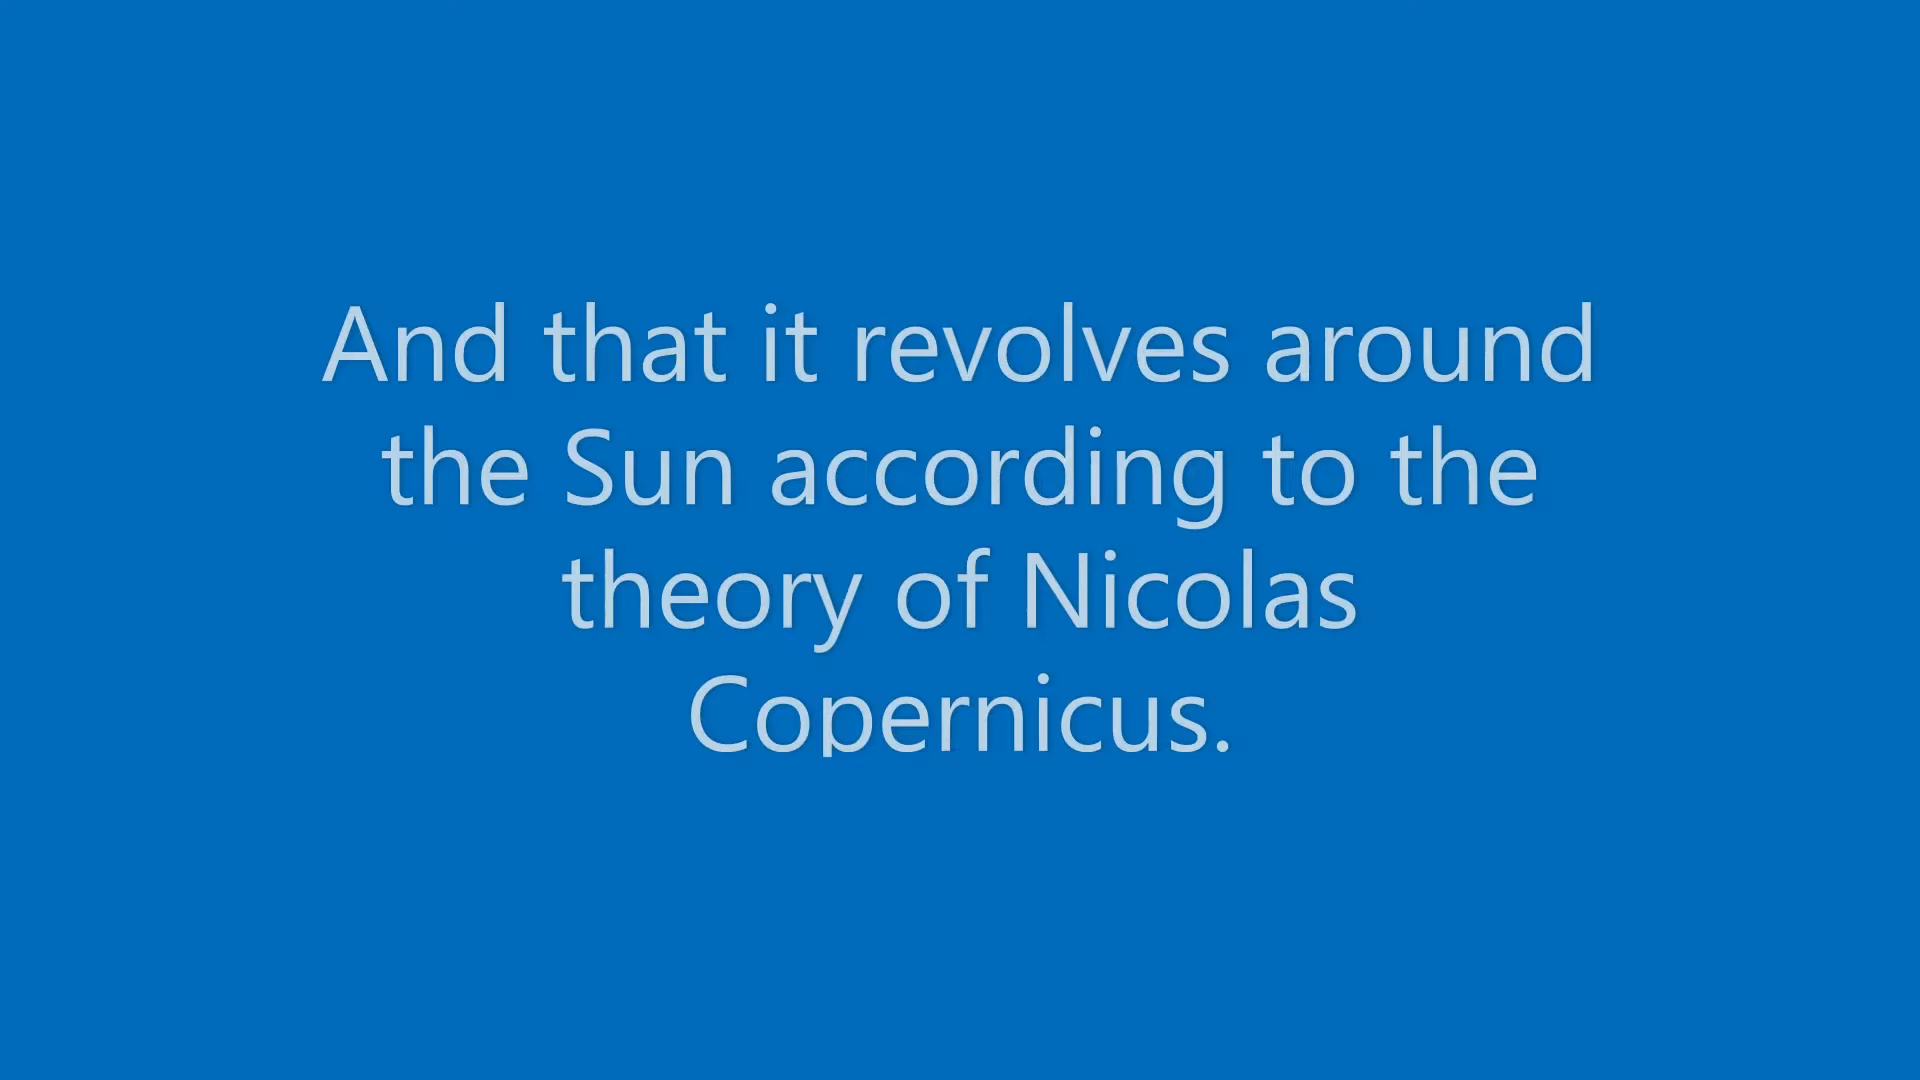 And that it revolves around
the Sun according to the
theory of Nicolas
Copernicus.